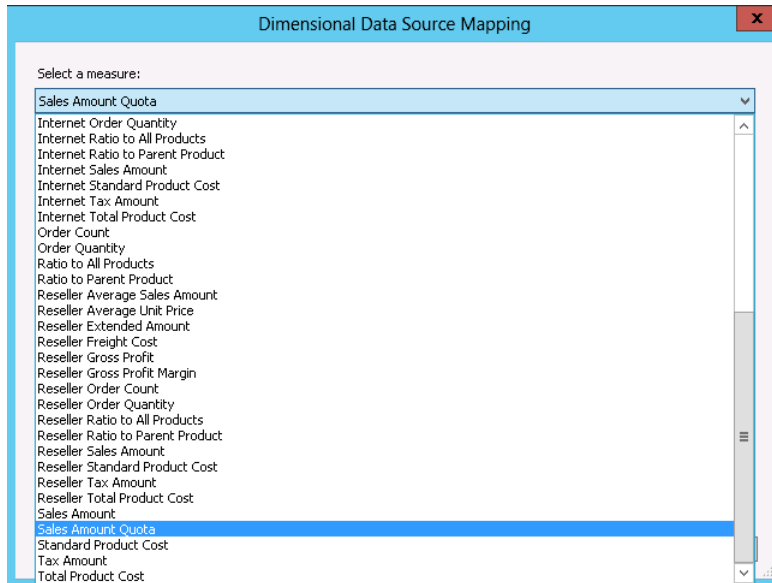 Dimensional Data Source Mapping
x
Select a measure:
Sales Amount Quota
Internet Order Quantity
Internet Ratio to All Products
Internet Ratio to Parent Product
Internet Sales Amount
Internet Standard Product Cost
Internet Tax Amount
Internet Total Product Cost
Order Count
Order Quantity
Ratio to All Products
Ratio to Parent Product
Reseller Average Sales Amount
Reseller Average Unit Price
Reseller Extended Amount
Reseller Freight Cost
Reseller Gross Profit
Reseller Gross Profit Margin
Reseller Order Count
Reseller Order Quantity
Reseller Ratio to All Products
Reseller Ratio to Parent Product
Reseller Sales Amount
Reseller Standard Product Cost
Reseller Tax Amount
Reseller Total Product Cost
Sales Amount
Sales Amount Quota
Standard Product Cost
Tax Amount
Total Product Cost